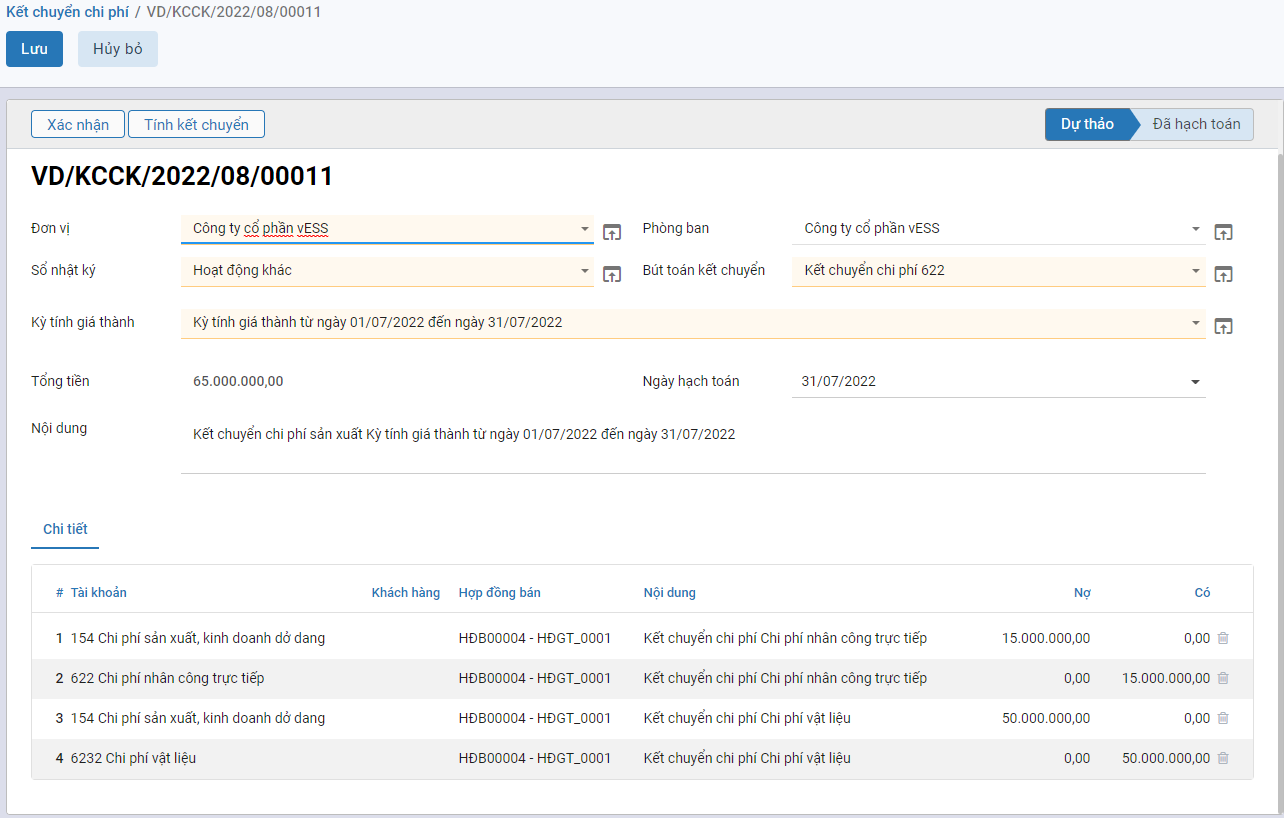 Kết chuyển chi phí / VD/KCCK/2022/08/00011
Lưu Hủy bỏ
Xác nhận Tính kết chuyển Dự thảo Đã hạch toán
VD/KCCK/2022/08/00011
Đơn vị Công ty cổ phần vESS Phòng ban Công ty cổ phần vESS
Sổ nhật ký Hoạt động khác Bút toán kết chuyển Kết chuyển chi phí 622
Kỳ tính giá thành Kỳ tính giá thành từ ngày 01/07/2022 đến ngày 31/07/2022
Tổng tiền 65.000.000,00 Ngày hạch toán 31/07/2022
Nội dung Kết chuyển chi phí sản xuất Kỳ tính giá thành từ ngày 01/07/2022 đến ngày 31/07/2022
Chi tiết
# Tài khoản Khách hàng Hợp đồng bán Nội dung Nợ Có
1 154 Chi phí sản xuất, kinh doanh dở dang HĐB00004 - HĐGT_0001 Kết chuyển chi phí Chi phí nhân công trực tiếp 15.000.000,00 0,00
2 622 Chi phí nhân công trực tiếp HĐB00004 - HĐGT_0001 Kết chuyển chi phí Chi phí nhân công trực tiếp 0,00 15.000.000,00
3 154 Chi phí sản xuất, kinh doanh dở dang HĐB00004 - HĐGT_0001 Kết chuyển chi phí Chi phí vật liệu 50.000.000,00 0,00
4 6232 Chi phí vật liệu HĐB00004 - HĐGT_0001 Kết chuyển chi phí Chi phí vật liệu 0,00 50.000.000,00